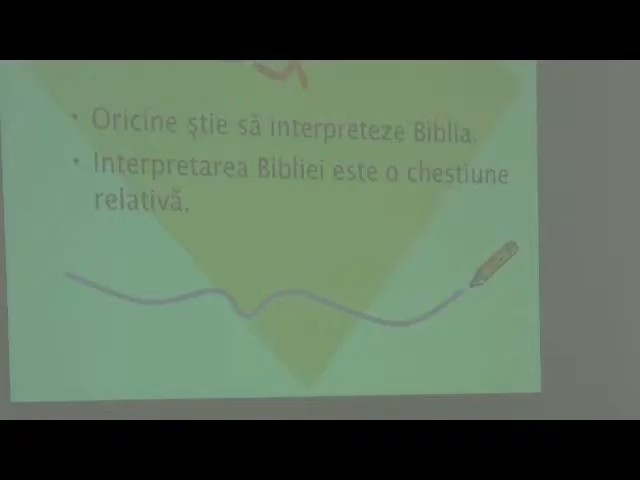 • Oricine ştie să interpreteze Biblia.
• Interpretarea Bibliei este o chestiune
relativă.